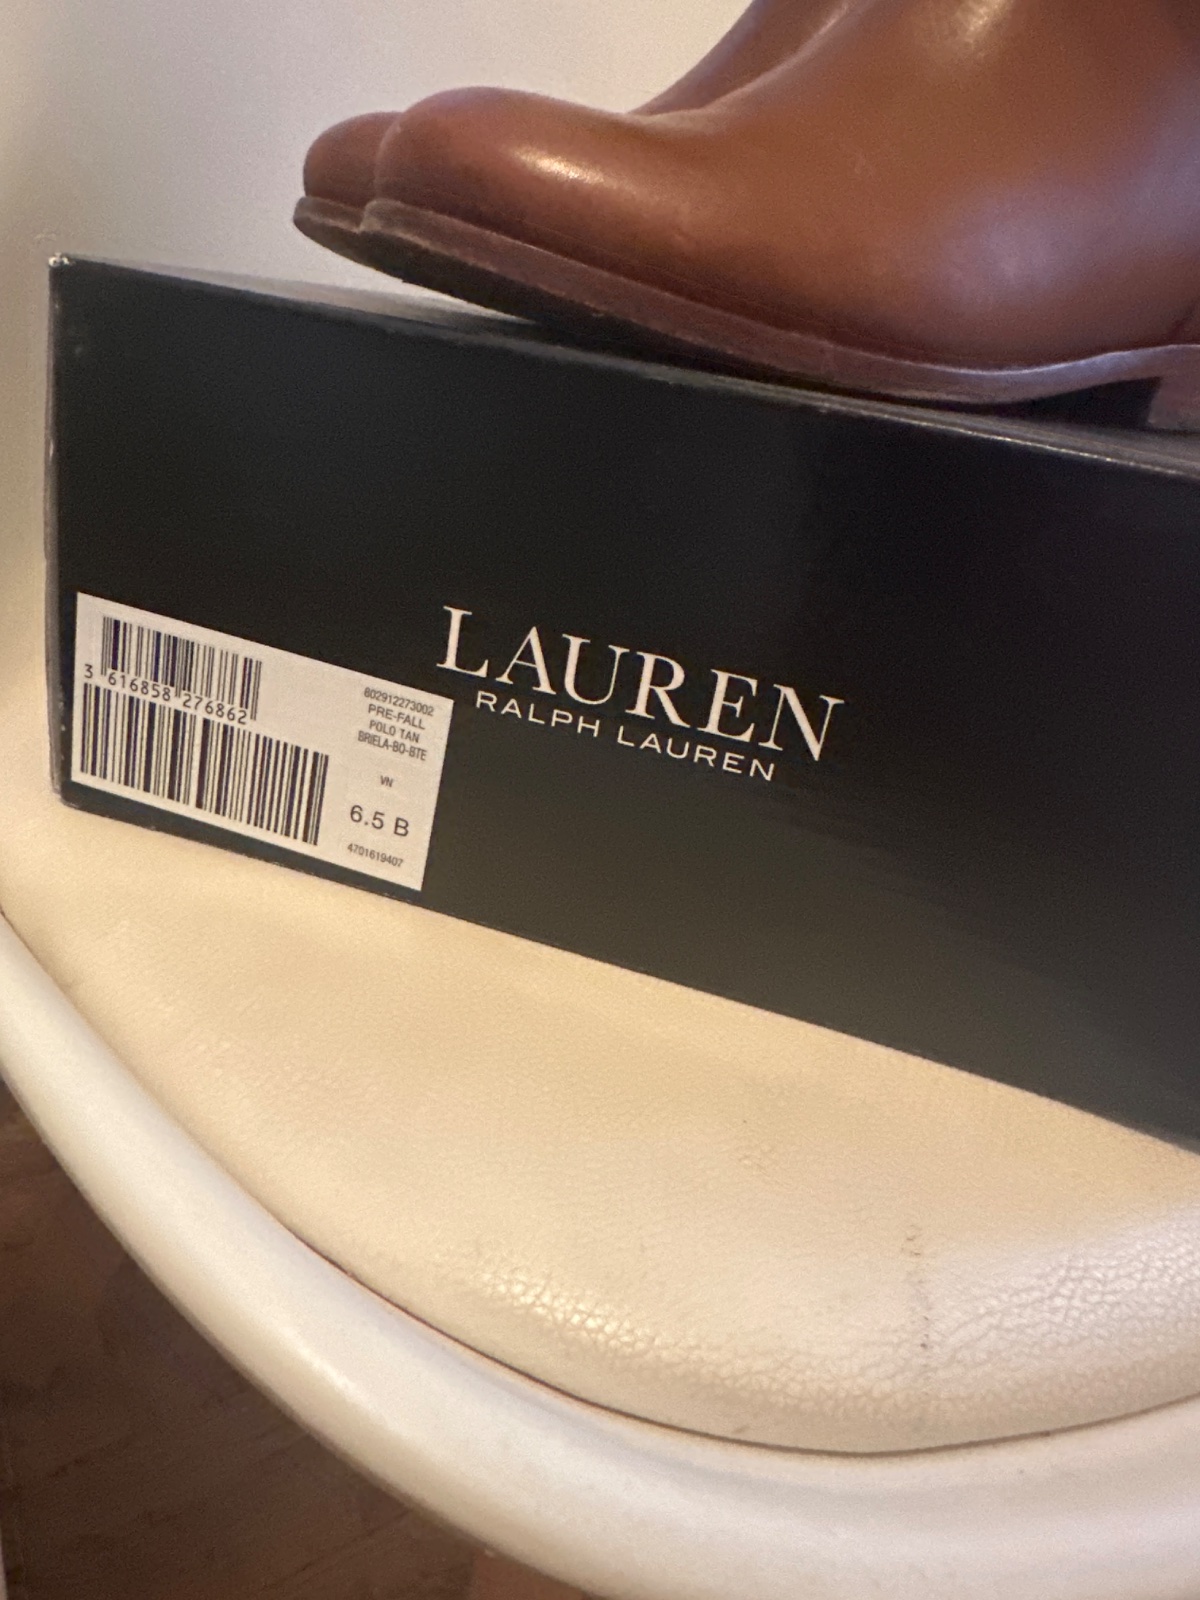 3 616858 276862
802912273002
PRE-FALL
POLO TAN
BRIELA-BO-BTE
VN
6.5 B
4701619407
LAUREN
RALPH LAUREN